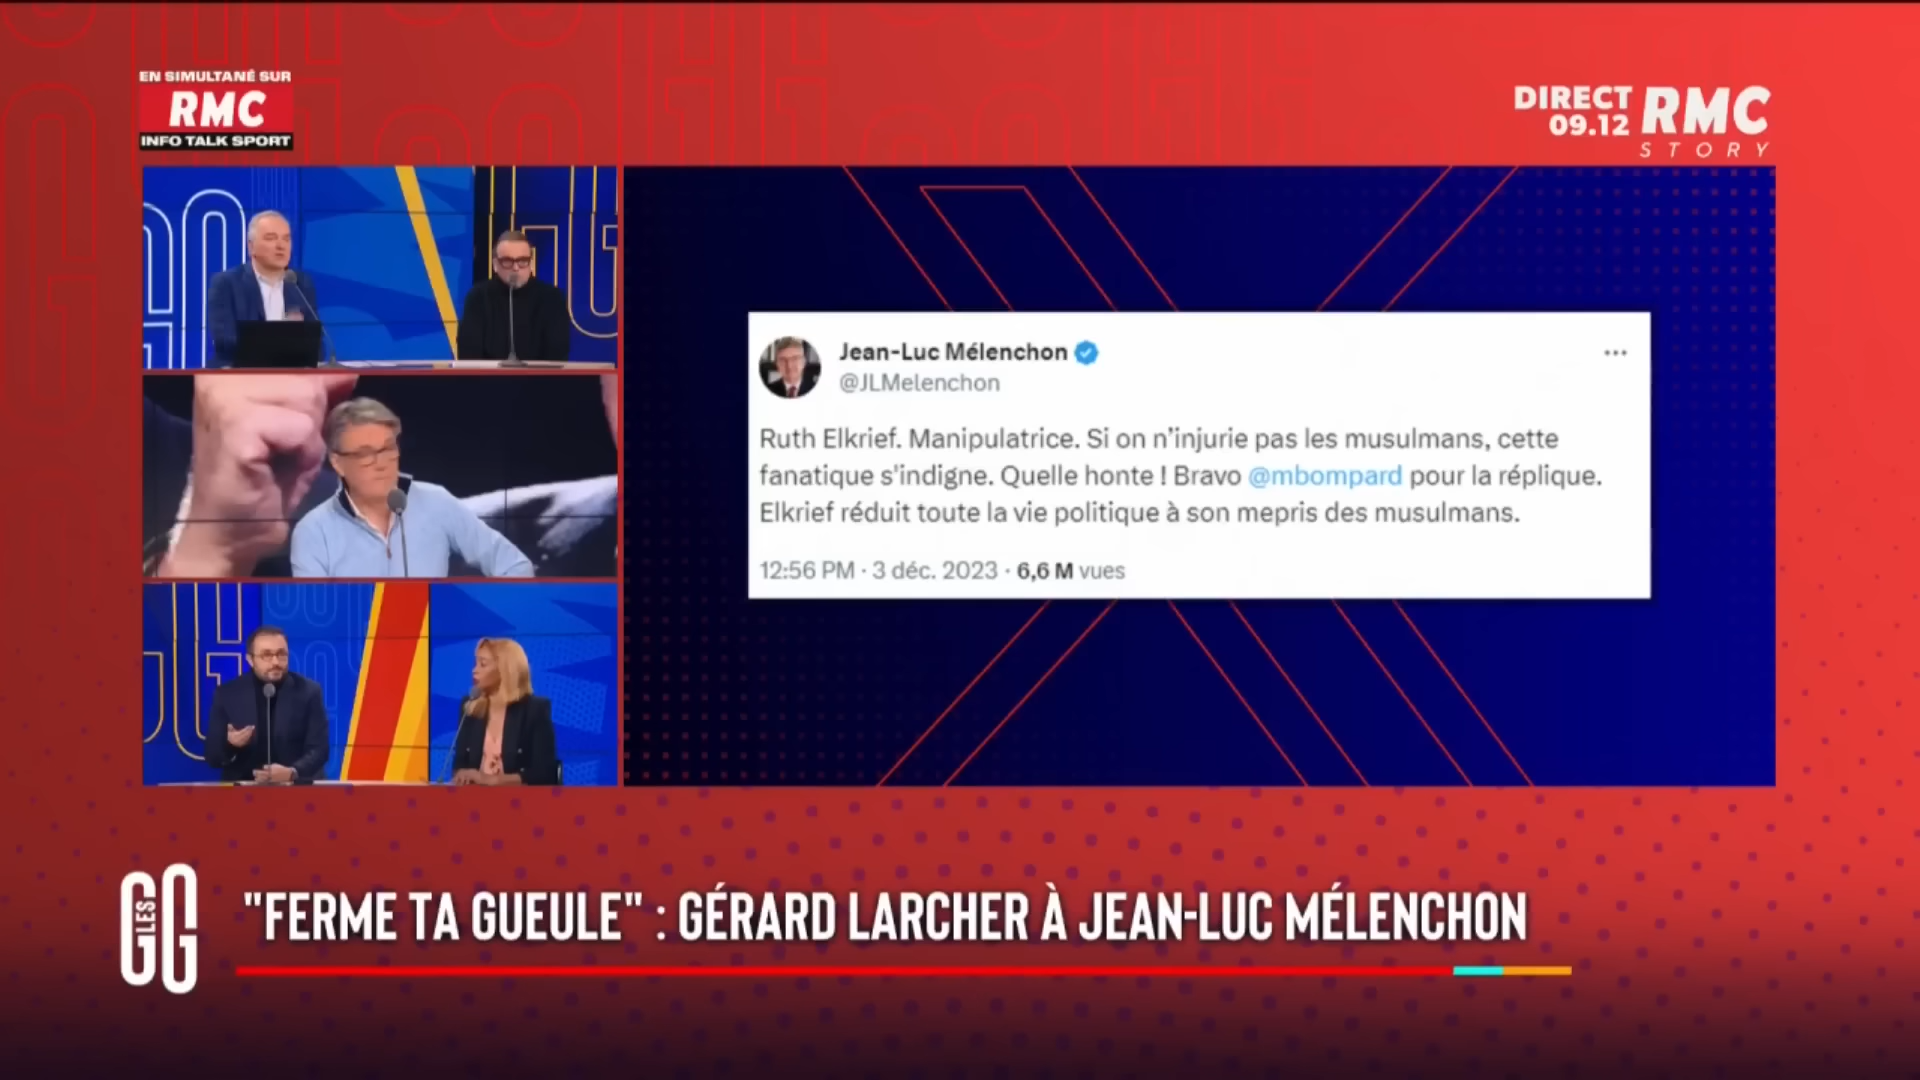 EN SIMULTANÉ SUR
RMC
INFO TALK SPORT
DIRECT
09.12
RMC
STORY
Jean-Luc Mélenchon
@JLMelenchon
Ruth Elkrief. Manipulatrice. Si on n'injurie pas les musulmans, cette
fanatique s'indigne. Quelle honte ! Bravo @mbompard pour la réplique.
Elkrief réduit toute la vie politique à son mepris des musulmans.
12:56 PM · 3 déc. 2023 · 6,6 M vues
LES
GG
"FERME TA GUEULE" : GÉRARD LARCHER À JEAN-LUC MÉLENCHON